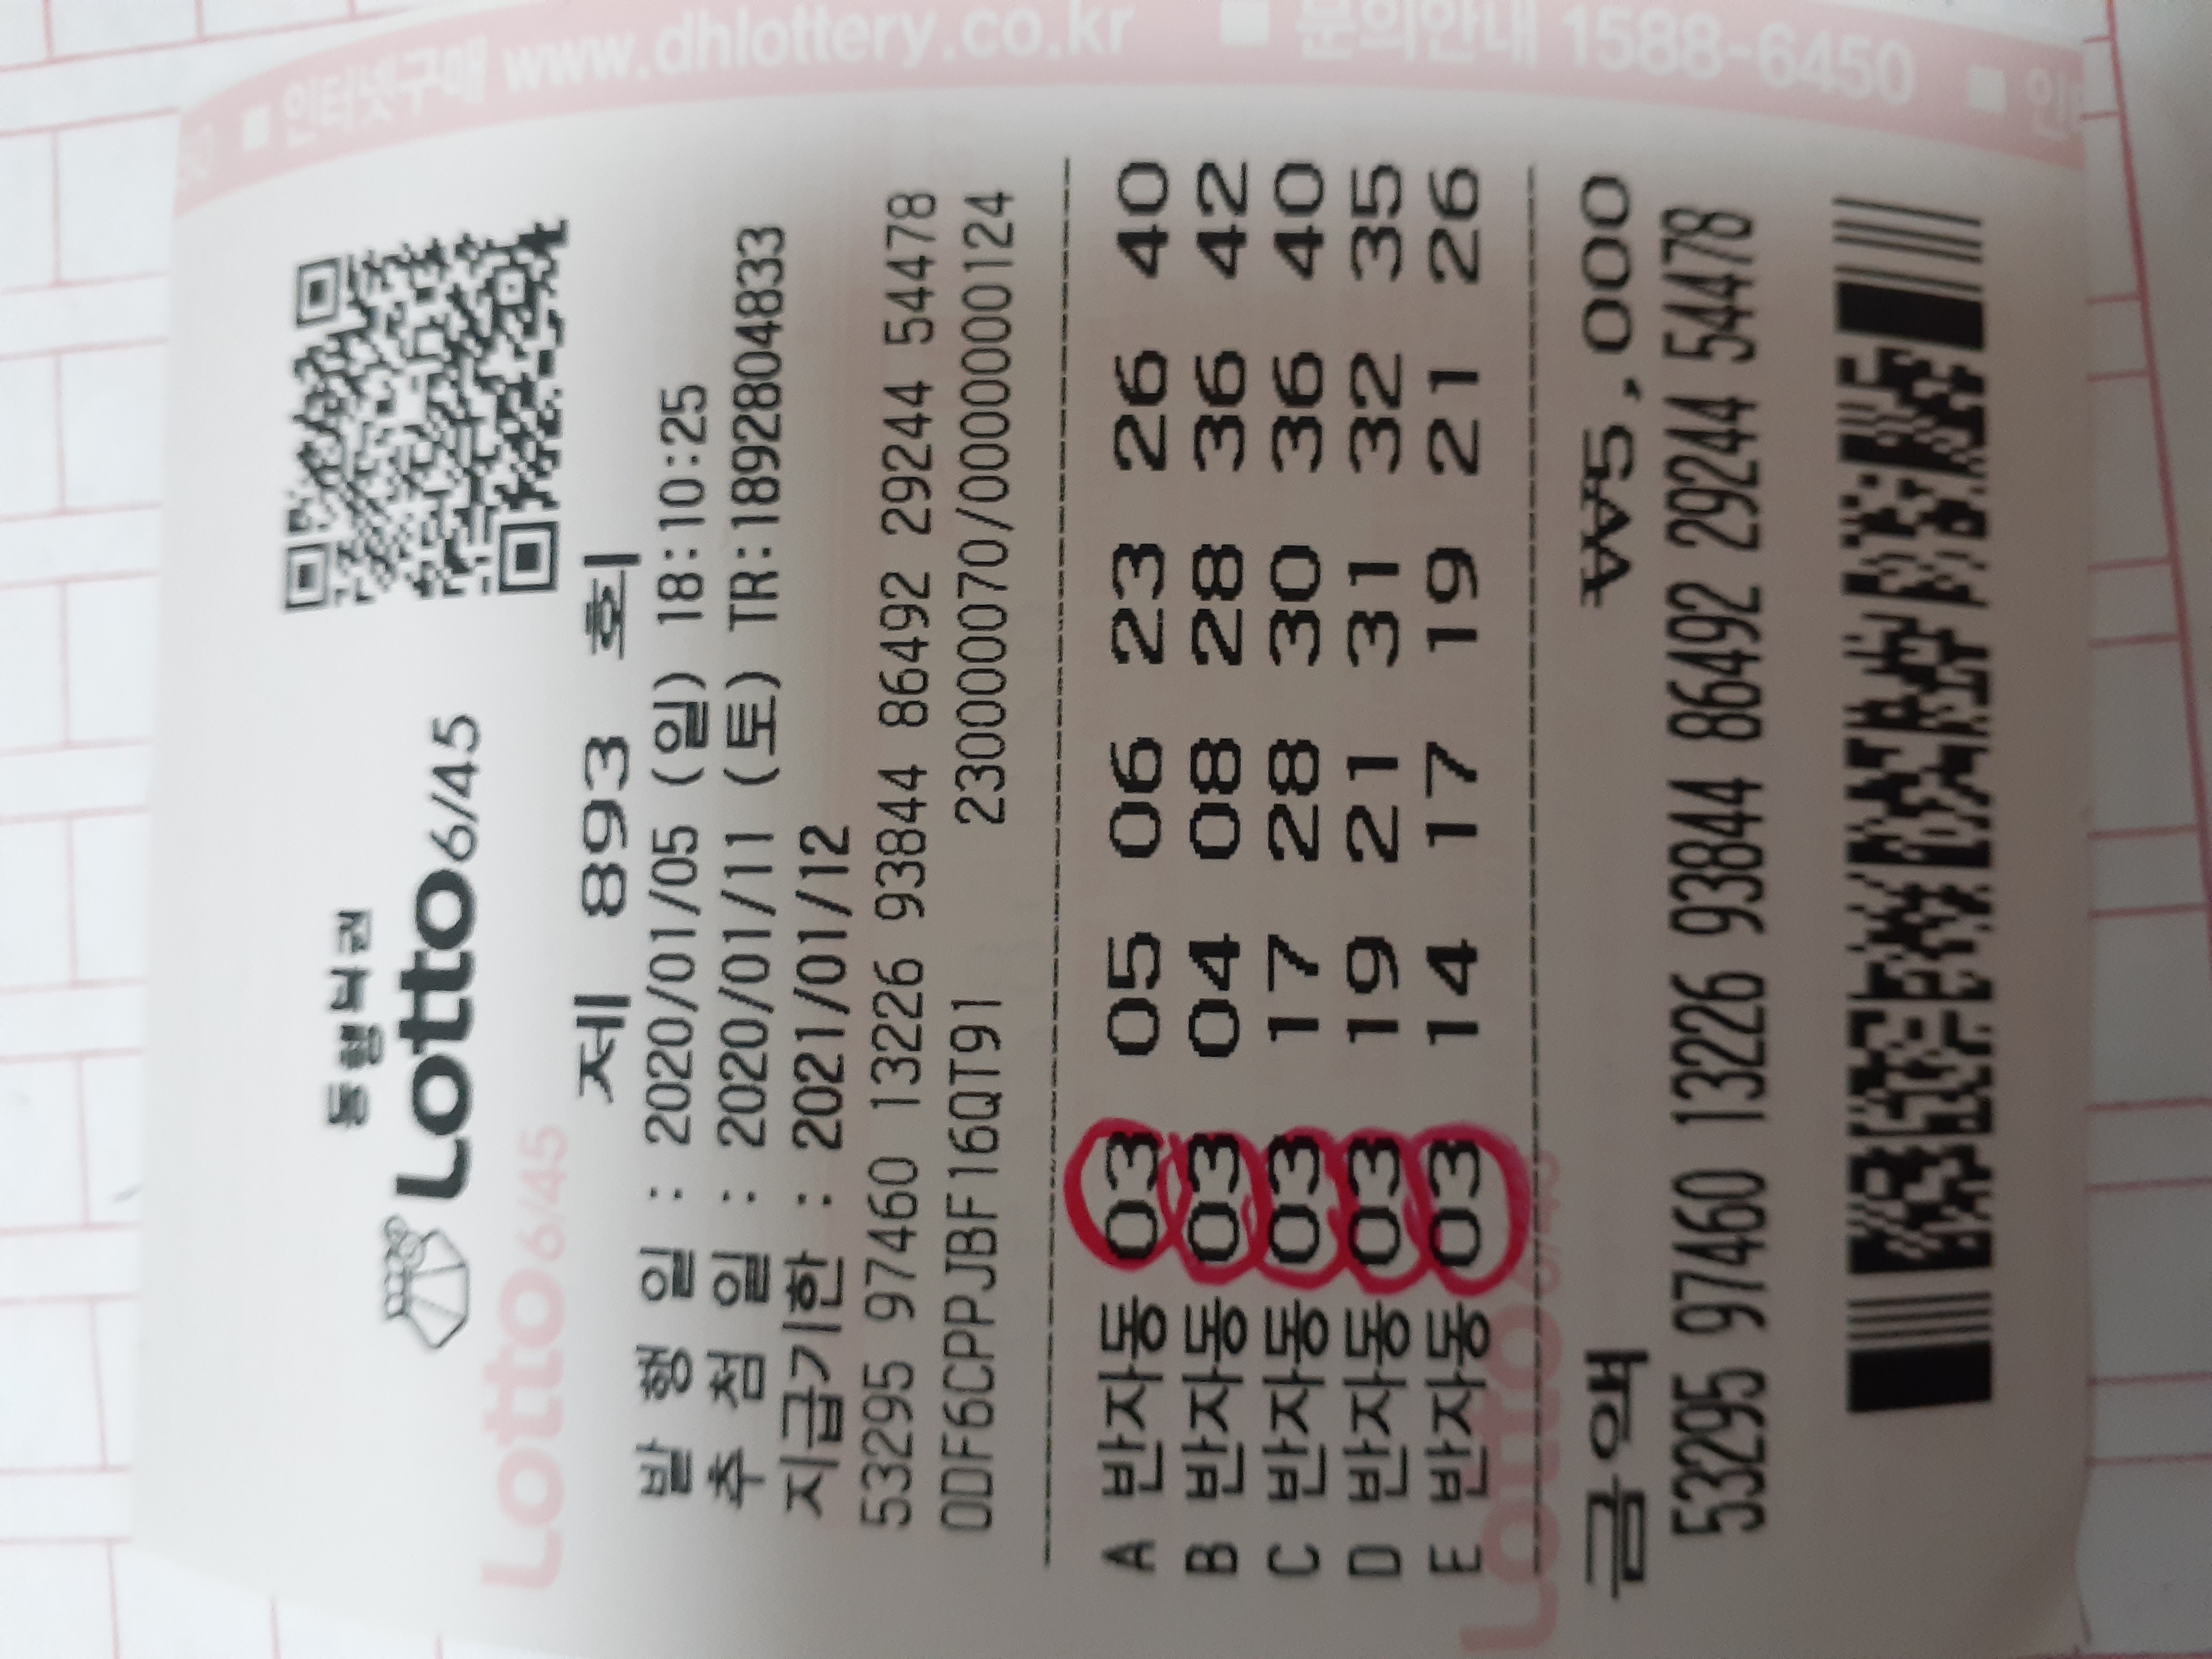 ■ 인터넷구매 www.dhlottery.co.kr ■ 문의안내 1588-6450 ■
동행복권
Lotto6/45
Lotto6/45
제 893 회
발 행 일 : 2020/01/05 (일) 18:10:25
추 첨 일 : 2020/01/11 (토) TR:1892804833
지급기한 : 2021/01/12
53295 97460 13226 93844 86492 29244 54478
0DF6CPPJBF16QT91 23000070/0000000124
A 반자동 03 05 06 23 26 40
B 반자동 03 04 08 28 36 42
C 반자동 03 17 28 30 36 40
D 반자동 03 19 21 31 32 35
E 반자동 03 14 17 19 21 26
Lotto6/45
금액 ₩5,000
53295 97460 13226 93844 86492 29244 54478